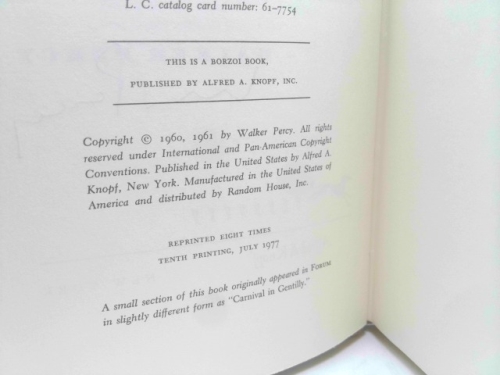 L. C. catalog card number: 61-7754
THIS IS A BORZOI BOOK,
PUBLISHED BY ALFRED A. KNOPF, INC.
Copyright © 1960, 1961 by Walker Percy. All rights
reserved under International and Pan-American Copyright
Conventions. Published in the United States by Alfred A.
Knopf, New York. Manufactured in the United States of
America and distributed by Random House, Inc.
REPRINTED EIGHT TIMES
TENTH PRINTING, JULY 1977
A small section of this book originally appeared in FORUM
in slightly different form as "Carnival in Gentilly."